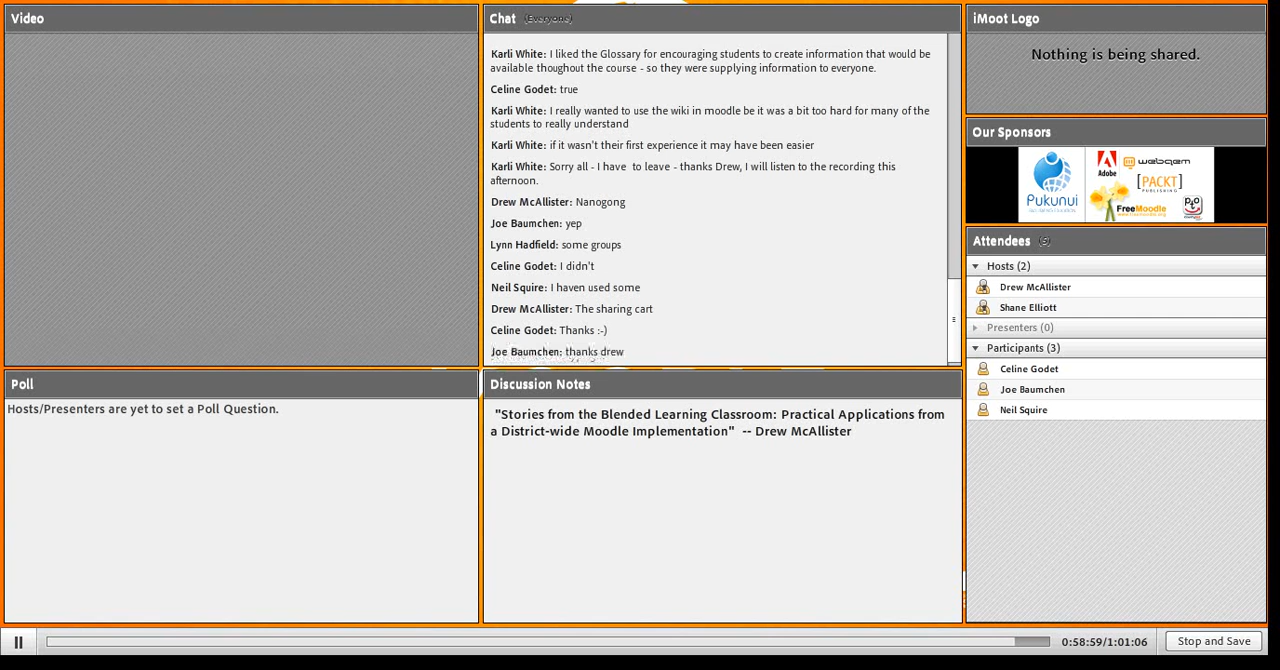 Video
Chat (Everyone)
Karli White: I liked the Glossary for encouraging students to create information that would be
available thoughout the course - so they were supplying information to everyone.
Celine Godet: true
Karli White: I really wanted to use the wiki in moodle be it was a bit too hard for many of the
students to really understand
Karli White: if it wasn't their first experience it may have been easier
Karli White: Sorry all - I have to leave - thanks Drew, I will listen to the recording this
afternoon.
Drew McAllister: Nanogong
Joe Baumchen: yep
Lynn Hadfield: some groups
Celine Godet: I didn't
Neil Squire: I haven used some
Drew McAllister: The sharing cart
Celine Godet: Thanks :-)
Joe Baumchen: thanks drew
iMoot Logo
Nothing is being shared.
Our Sponsors
Pukunui
Adobe
webqem
[PACKT]
PUBLISHING
FreeMoodle
Attendees (5)
Hosts (2)
Drew McAllister
Shane Elliott
Presenters (0)
Participants (3)
Celine Godet
Joe Baumchen
Neil Squire
Poll
Hosts/Presenters are yet to set a Poll Question.
Discussion Notes
"Stories from the Blended Learning Classroom: Practical Applications from
a District-wide Moodle Implementation" -- Drew McAllister
0:58:59/1:01:06
Stop and Save